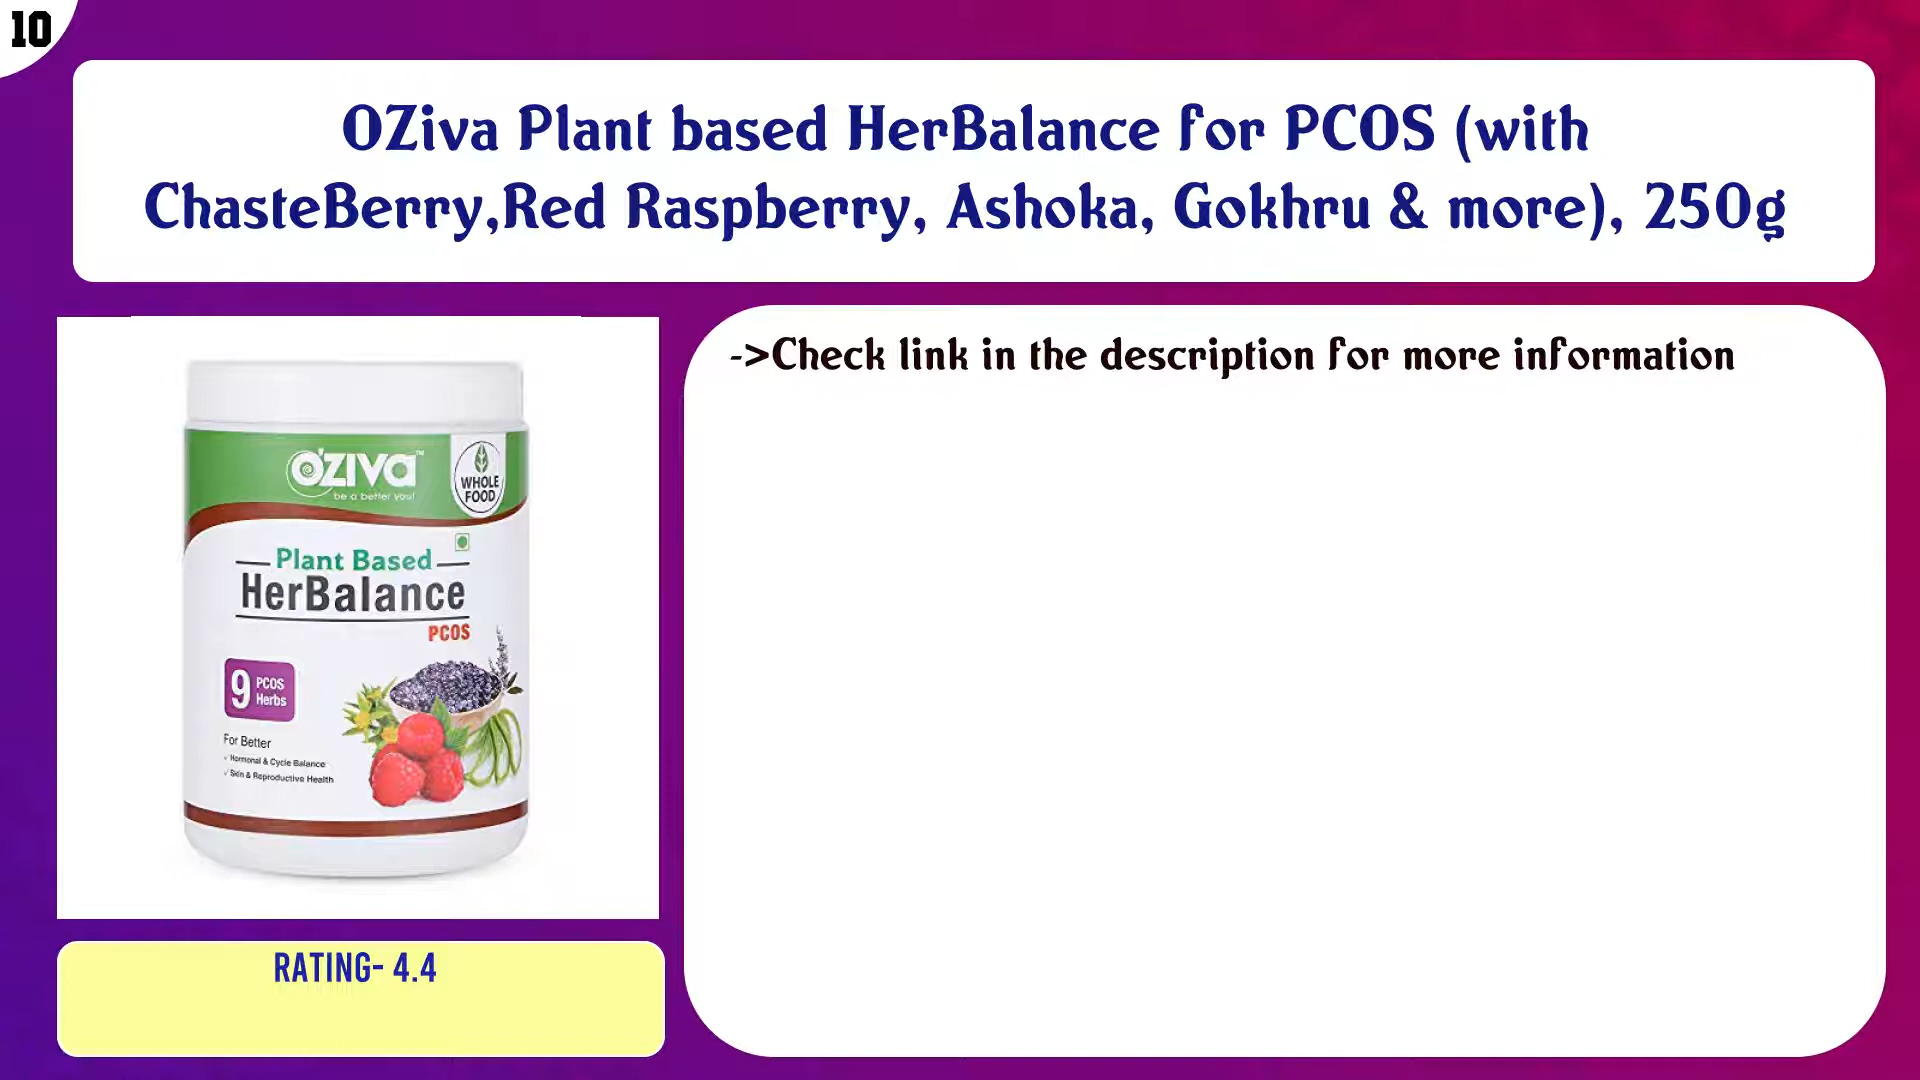 10
OZiva Plant based HerBalance for PCOS (with
ChasteBerry,Red Raspberry, Ashoka, Gokhru & more), 250g
->Check link in the description for more information
OZIVA™
be a better you!
WHOLE
FOOD
Plant Based
HerBalance
PCOS
9 PCOS
Herbs
For Better
✓ Hormonal & Cycle Balance
✓ Skin & Reproductive Health
RATING- 4.4